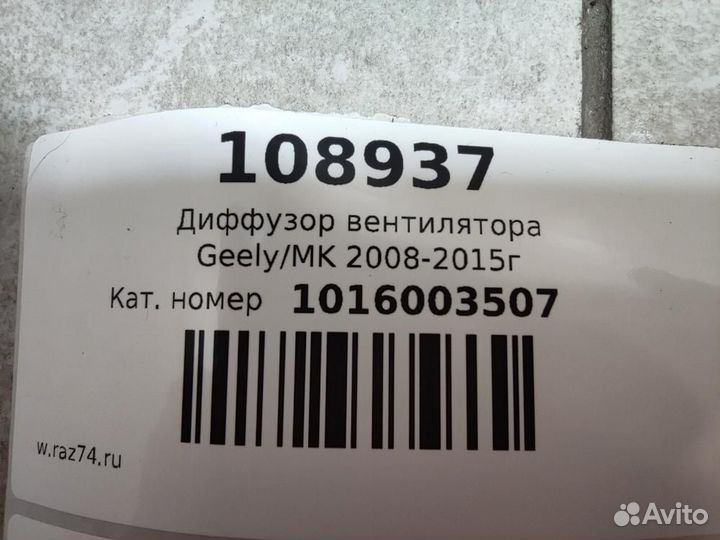 108937
Диффузор вентилятора
Geely/MK 2008-2015г
Кат. номер 1016003507
w.raz74.ru
Avito